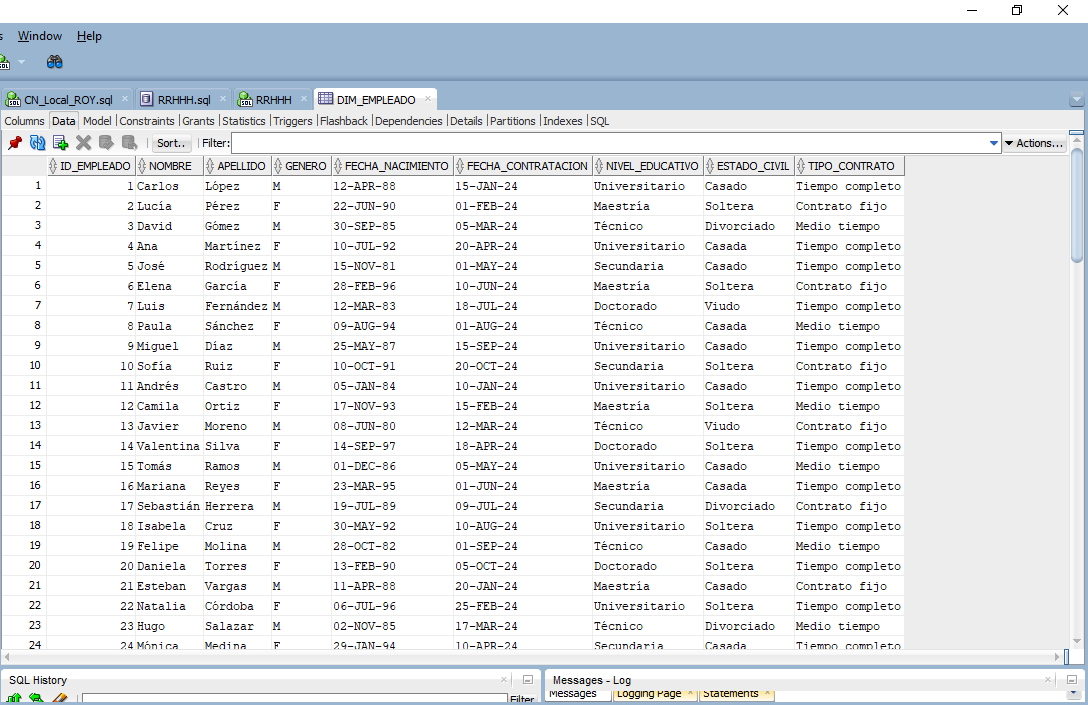 s Window Help
CN_Local_ROY.sql × RRHHH.sql × RRHHH × DIM_EMPLEADO ×
Columns Data Model Constraints Grants Statistics Triggers Flashback Dependencies Details Partitions Indexes SQL
Sort.. Filter: Actions...
ID_EMPLEADO NOMBRE APELLIDO GENERO FECHA_NACIMIENTO FECHA_CONTRATACION NIVEL_EDUCATIVO ESTADO_CIVIL TIPO_CONTRATO
1 1 Carlos López M 12-APR-88 15-JAN-24 Universitario Casado Tiempo completo
2 2 Lucía Pérez F 22-JUN-90 01-FEB-24 Maestría Soltera Contrato fijo
3 3 David Gómez M 30-SEP-85 05-MAR-24 Técnico Divorciado Medio tiempo
4 4 Ana Martínez F 10-JUL-92 20-APR-24 Universitario Casada Tiempo completo
5 5 José Rodríguez M 15-NOV-81 01-MAY-24 Secundaria Casado Tiempo completo
6 6 Elena García F 28-FEB-96 10-JUN-24 Maestría Soltera Contrato fijo
7 7 Luis Fernández M 12-MAR-83 18-JUL-24 Doctorado Viudo Tiempo completo
8 8 Paula Sánchez F 09-AUG-94 01-AUG-24 Técnico Casada Medio tiempo
9 9 Miguel Díaz M 25-MAY-87 15-SEP-24 Universitario Casado Tiempo completo
10 10 Sofía Ruiz F 10-OCT-91 20-OCT-24 Secundaria Soltera Contrato fijo
11 11 Andrés Castro M 05-JAN-84 10-JAN-24 Universitario Casado Tiempo completo
12 12 Camila Ortiz F 17-NOV-93 15-FEB-24 Maestría Soltera Medio tiempo
13 13 Javier Moreno M 08-JUN-80 12-MAR-24 Técnico Viudo Contrato fijo
14 14 Valentina Silva F 14-SEP-97 18-APR-24 Doctorado Soltera Tiempo completo
15 15 Tomás Ramos M 01-DEC-86 05-MAY-24 Universitario Casado Medio tiempo
16 16 Mariana Reyes F 23-MAR-95 01-JUN-24 Maestría Casada Tiempo completo
17 17 Sebastián Herrera M 19-JUL-89 09-JUL-24 Secundaria Divorciado Contrato fijo
18 18 Isabela Cruz F 30-MAY-92 10-AUG-24 Universitario Soltera Tiempo completo
19 19 Felipe Molina M 28-OCT-82 01-SEP-24 Técnico Casado Medio tiempo
20 20 Daniela Torres F 13-FEB-90 05-OCT-24 Doctorado Soltera Tiempo completo
21 21 Esteban Vargas M 11-APR-88 20-JAN-24 Maestría Casado Contrato fijo
22 22 Natalia Córdoba F 06-JUL-96 25-FEB-24 Universitario Soltera Tiempo completo
23 23 Hugo Salazar M 02-NOV-85 17-MAR-24 Técnico Divorciado Medio tiempo
24 24 Mónica Medina F 29-JAN-94 10-APR-24 Secundaria Casada Tiempo completo
SQL History × Messages - Log ×
Filter Messages Logging Page × Statements ×